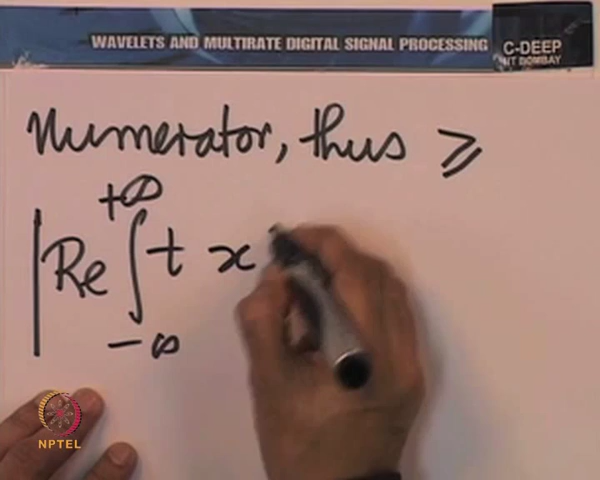 WAVELETS AND MULTIRATE DIGITAL SIGNAL PROCESSING
C-DEEP
IIT BOMBAY
Numerator, thus ≥
+∞
| Re ∫ t x
-∞
NPTEL